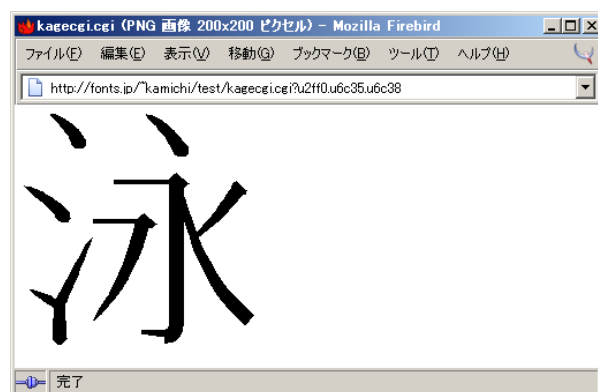 kagecgi.cgi (PNG 画像 200x200 ピクセル) - Mozilla Firebird
ファイル(F) 編集(E) 表示(V) 移動(G) ブックマーク(B) ツール(T) ヘルプ(H)
http://fonts.jp/~kamichi/test/kagecgi.cgi?u2ff0.u6c35.u6c38
泳
完了